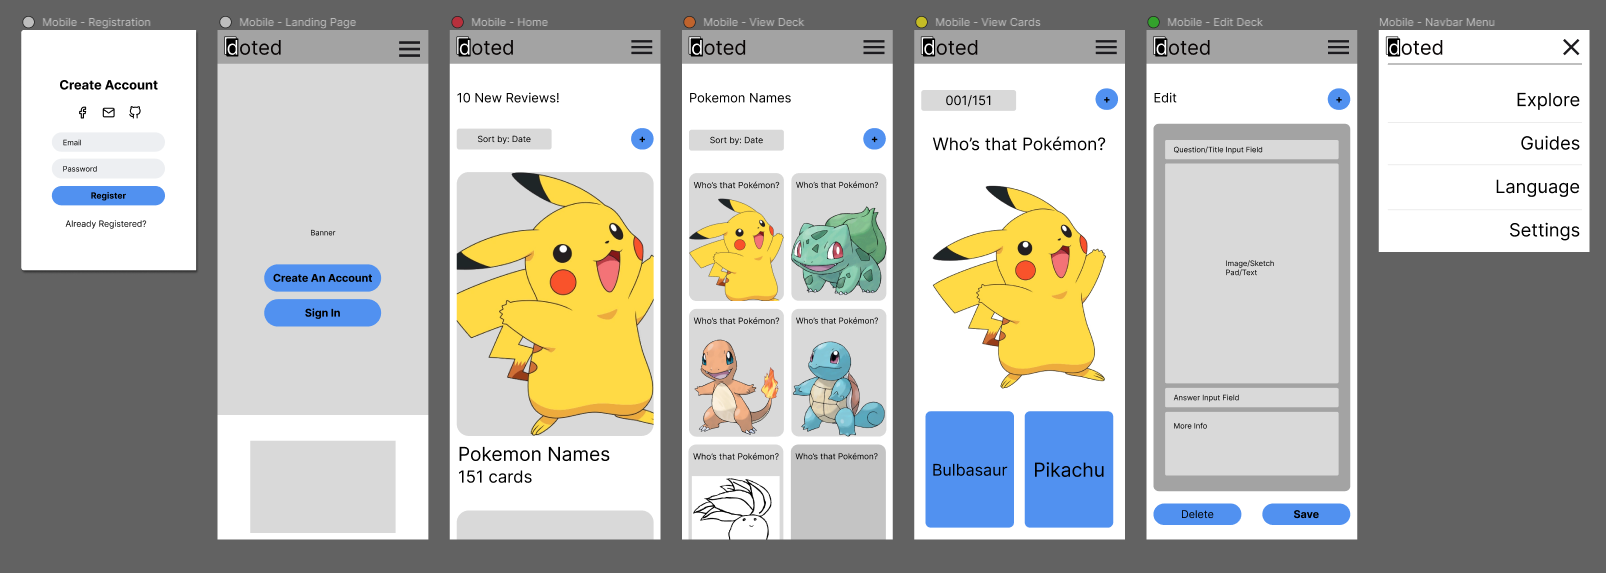 Mobile - Registration
Create Account
Email
Password
Register
Already Registered?
Mobile - Landing Page
doted
Banner
Create An Account
Sign In
Mobile - Home
doted
10 New Reviews!
Sort by: Date
+
Pokemon Names
151 cards
Mobile - View Deck
doted
Pokemon Names
Sort by: Date
+
Who's that Pokémon?
Who's that Pokémon?
Who's that Pokémon?
Who's that Pokémon?
Who's that Pokémon?
Who's that Pokémon?
Mobile - View Cards
doted
001/151
+
Who's that Pokémon?
Bulbasaur
Pikachu
Mobile - Edit Deck
doted
Edit
+
Question/Title Input Field
Image/Sketch
Pad/Text
Answer Input Field
More Info
Delete
Save
Mobile - Navbar Menu
doted
Explore
Guides
Language
Settings